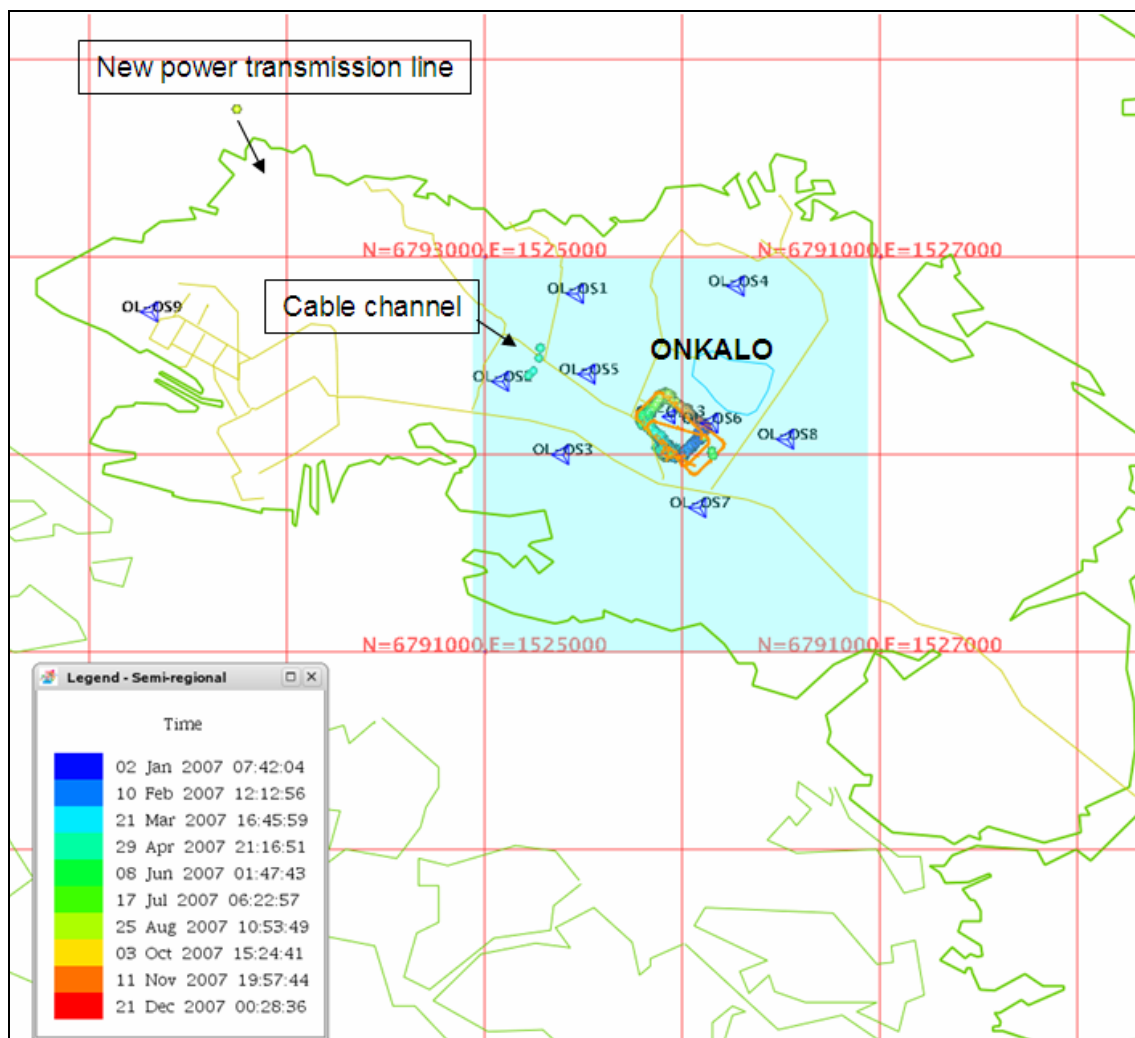 New power transmission line
N=6793000,E=1525000
N=6791000,E=1527000
OL-OS9
OL-OS1
OL-OS4
Cable channel
ONKALO
OL-OS5
OL-OS6
OL-OS8
OL-OS3
OL-OS7
N=6791000,E=1525000
N=6791000,E=1527000
Legend - Semi-regional
Time
02 Jan 2007 07:42:04
10 Feb 2007 12:12:56
21 Mar 2007 16:45:59
29 Apr 2007 21:16:51
08 Jun 2007 01:47:43
17 Jul 2007 06:22:57
25 Aug 2007 10:53:49
03 Oct 2007 15:24:41
11 Nov 2007 19:57:44
21 Dec 2007 00:28:36